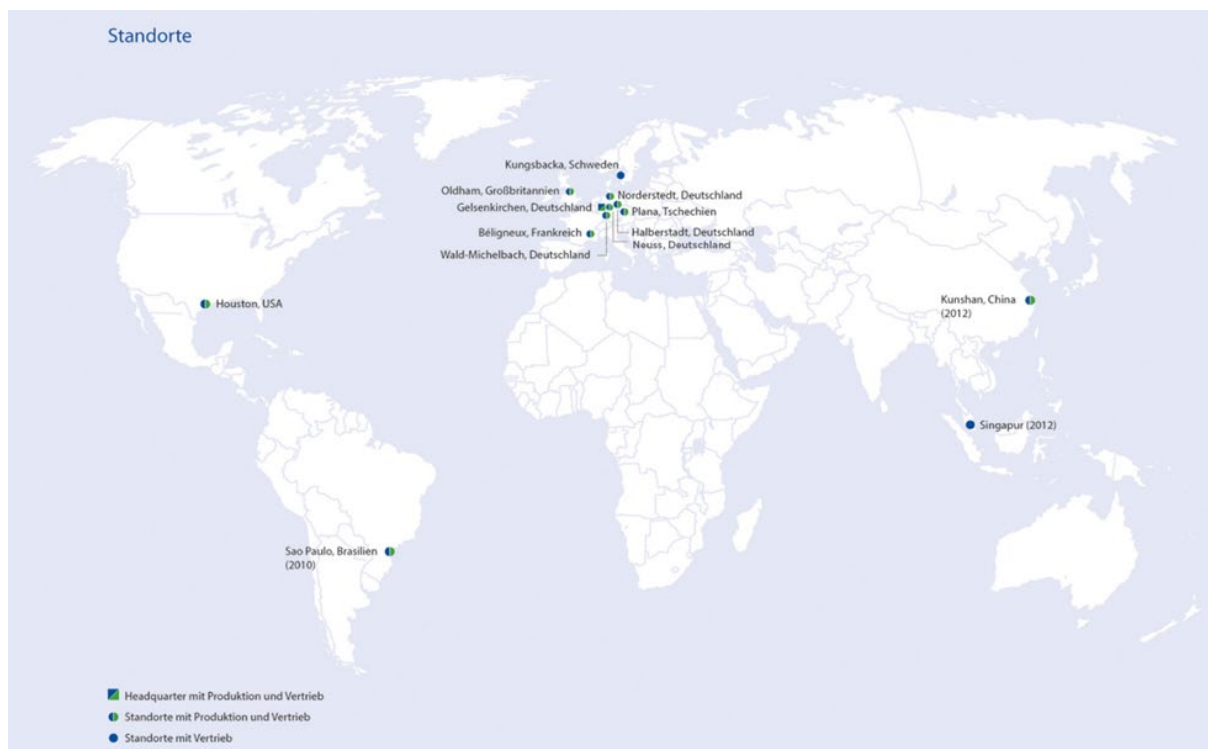 Standorte
Kungsbacka, Schweden
Oldham, Großbritannien
Norderstedt, Deutschland
Gelsenkirchen, Deutschland
Plana, Tschechien
Béligneux, Frankreich
Halberstadt, Deutschland
Neuss, Deutschland
Wald-Michelbach, Deutschland
Houston, USA
Kunshan, China
(2012)
Singapur (2012)
Sao Paulo, Brasilien
(2010)
Headquarter mit Produktion und Vertrieb
Standorte mit Produktion und Vertrieb
Standorte mit Vertrieb